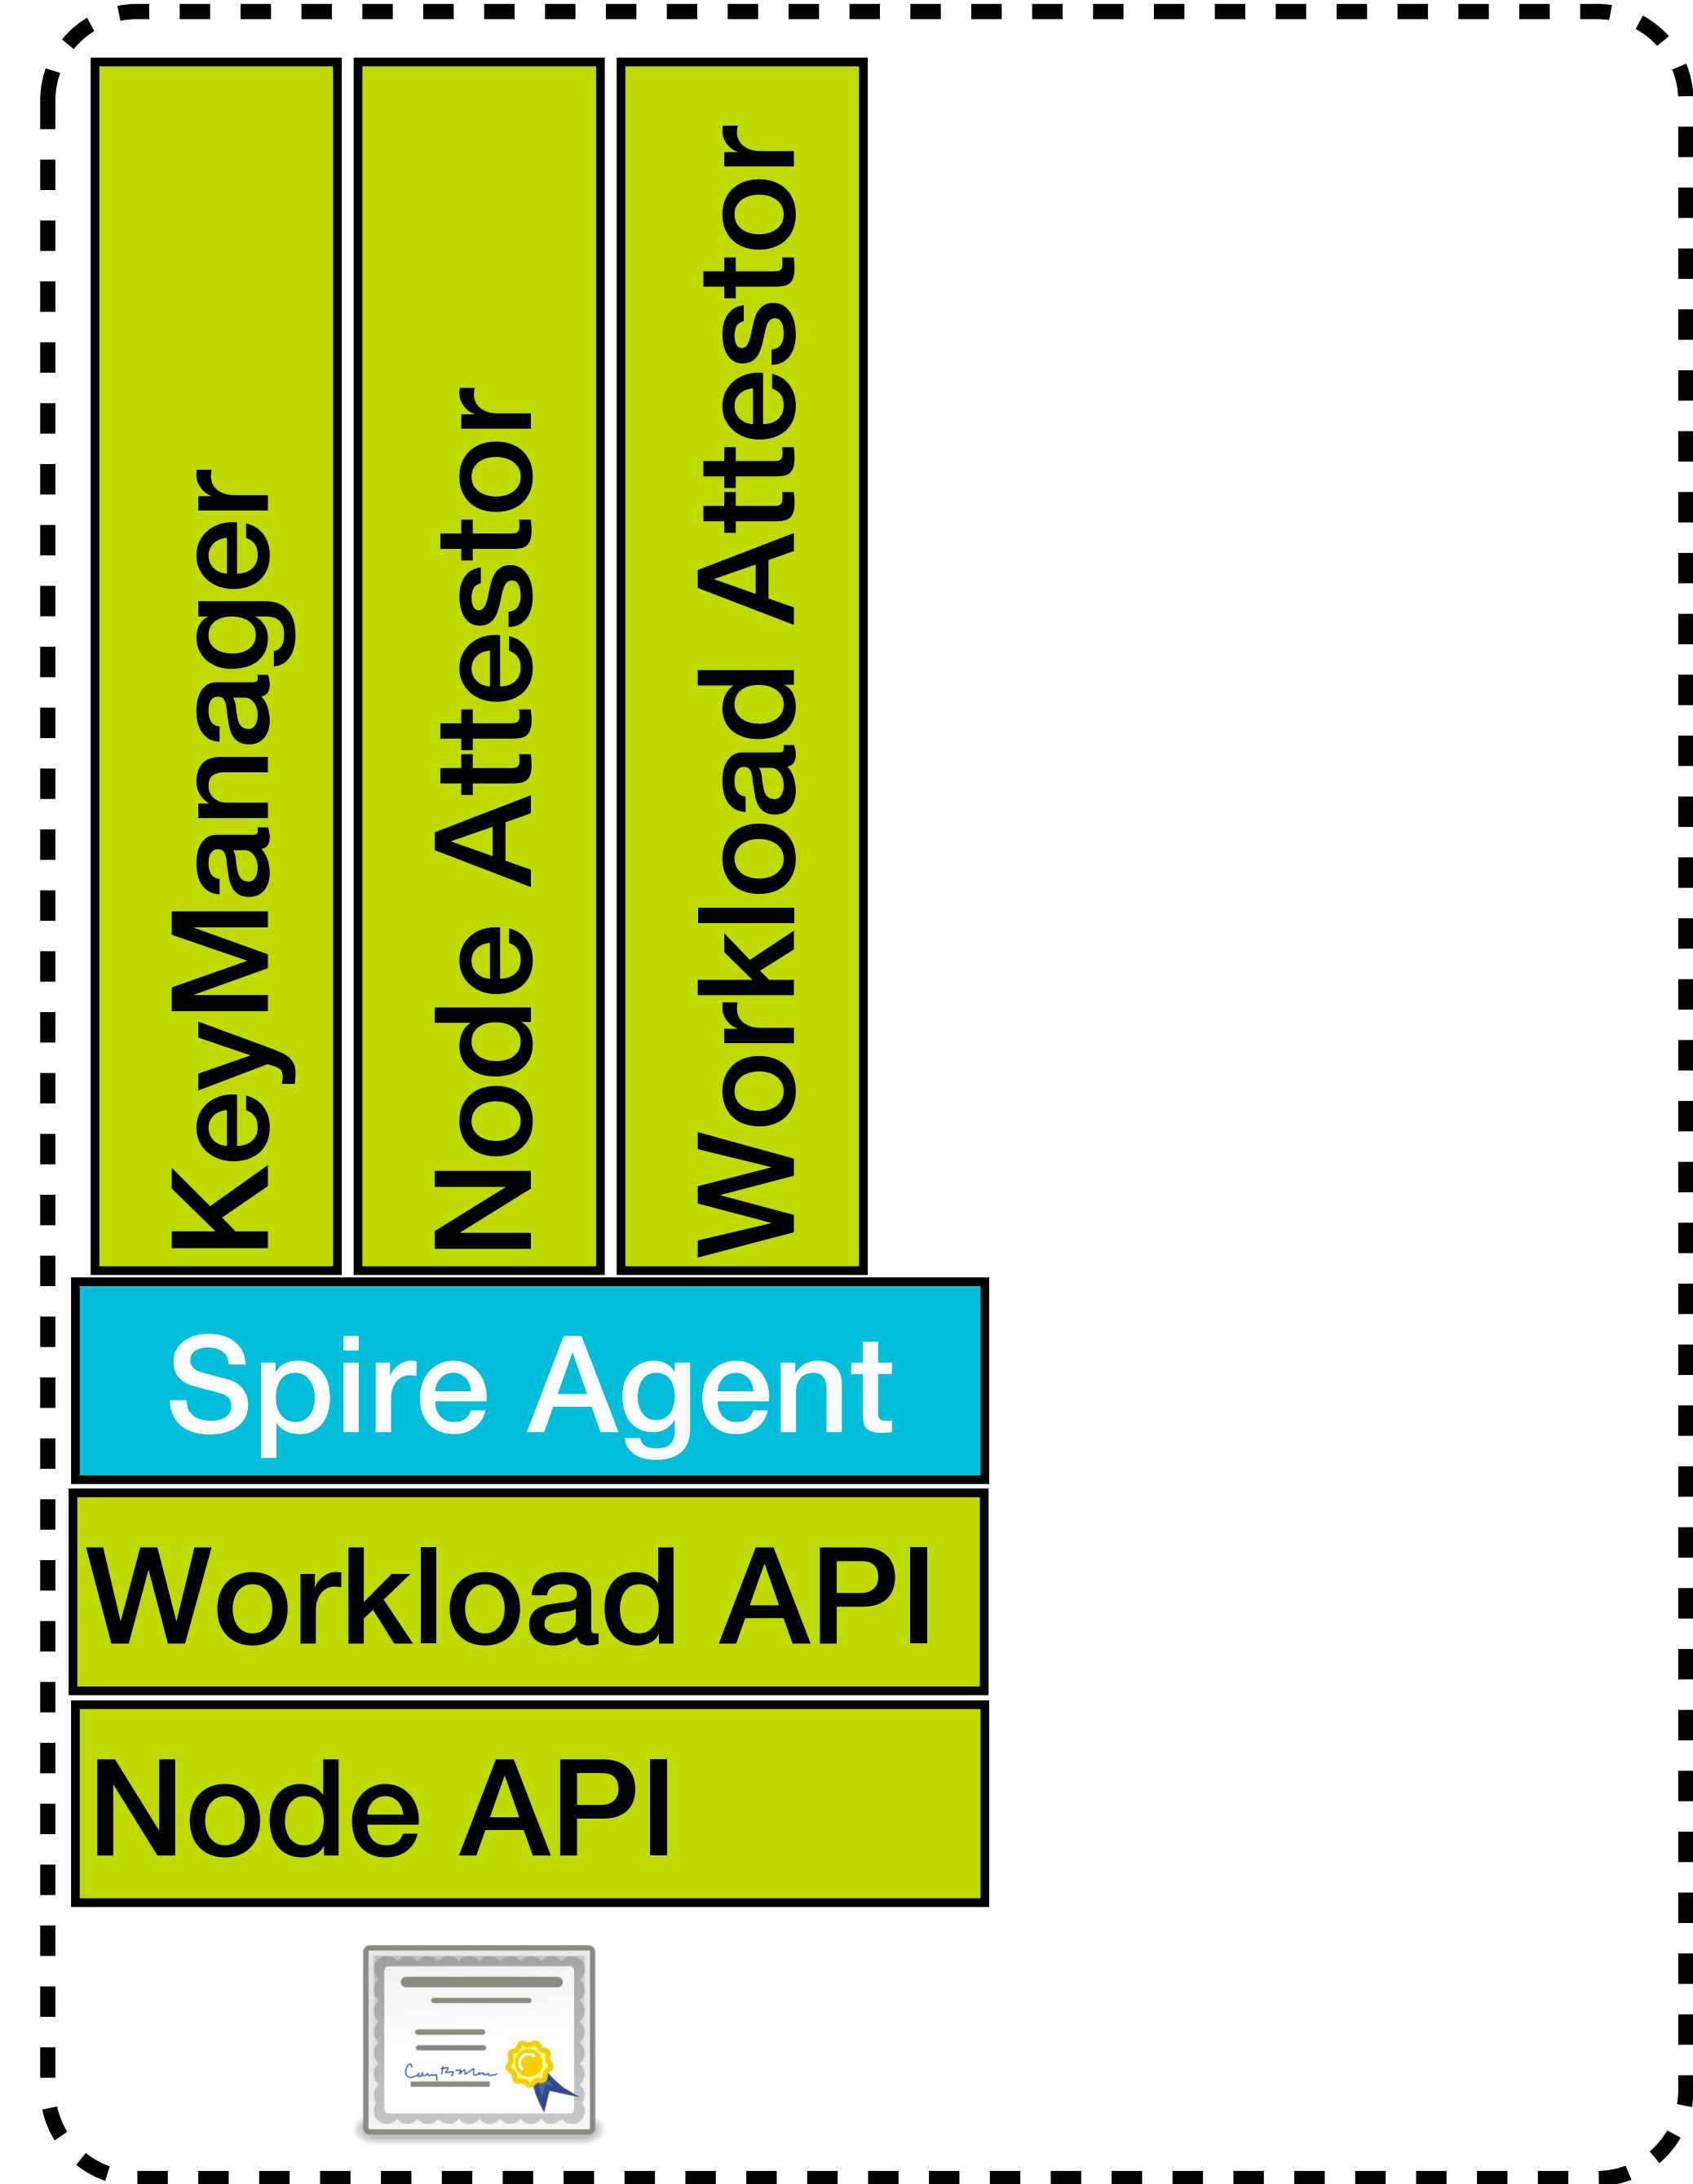 KeyManager
Node Attestor
Workload Attestor
Spire Agent
Workload API
Node API